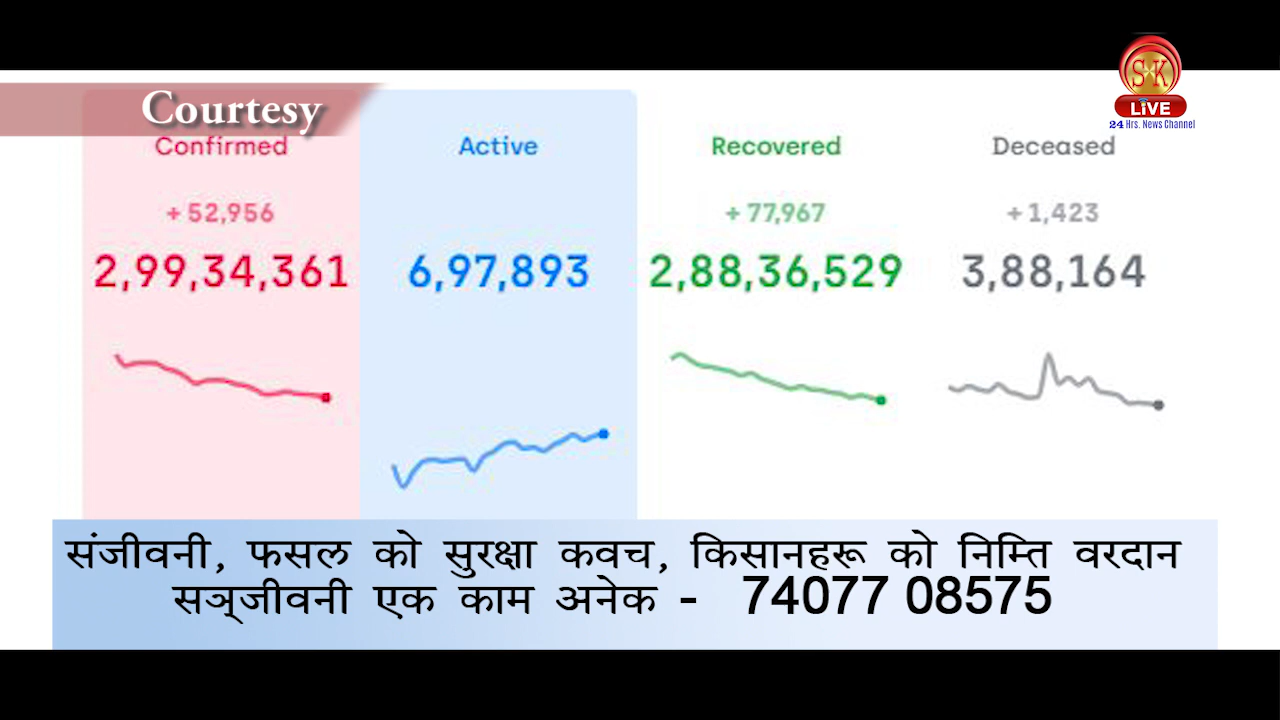 Courtesy
S K
LiVE
24 Hrs. News Channel
Confirmed Active Recovered Deceased
+ 52,956 + 77,967 + 1,423
2,99,34,361 6,97,893 2,88,36,529 3,88,164
संजीवनी, फसल को सुरक्षा कवच, किसानहरू को निम्ति वरदान
सञ्जीवनी एक काम अनेक - 74077 08575